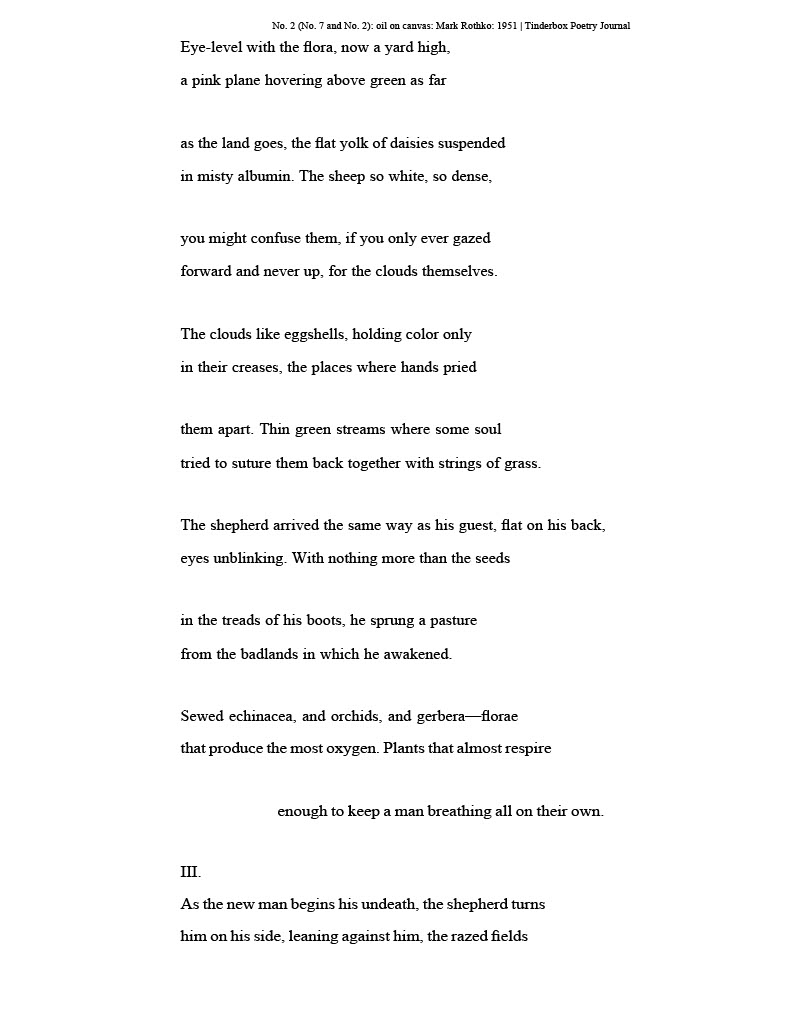 No. 2 (No. 7 and No. 2): oil on canvas: Mark Rothko: 1951 | Tinderbox Poetry Journal
Eye-level with the flora, now a yard high,
a pink plane hovering above green as far
as the land goes, the flat yolk of daisies suspended
in misty albumin. The sheep so white, so dense,
you might confuse them, if you only ever gazed
forward and never up, for the clouds themselves.
The clouds like eggshells, holding color only
in their creases, the places where hands pried
them apart. Thin green streams where some soul
tried to suture them back together with strings of grass.
The shepherd arrived the same way as his guest, flat on his back,
eyes unblinking. With nothing more than the seeds
in the treads of his boots, he sprung a pasture
from the badlands in which he awakened.
Sewed echinacea, and orchids, and gerbera—florae
that produce the most oxygen. Plants that almost respire
enough to keep a man breathing all on their own.
III.
As the new man begins his undeath, the shepherd turns
him on his side, leaning against him, the razed fields